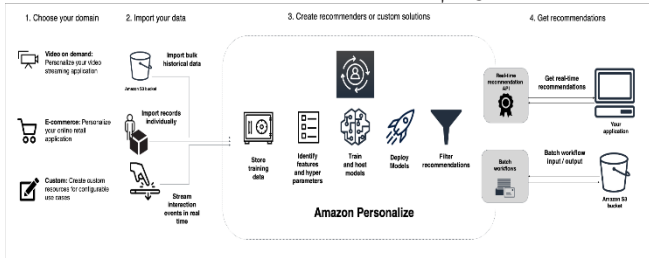 1. Choose your domain
2. Import your data
3. Create recommenders or custom solutions
4. Get recommendations
Video on demand:
Personalize your video
streaming application
E-commerce: Personalize
your online retail
application
Custom: Create custom
resources for configurable
use cases
Import bulk
historical data
Amazon S3 bucket
Import records
individually
Stream
interaction
events in real
time
Store
training
data
Identify
features
and hyper
parameters
Train
and host
models
Deploy
Models
Filter
recommendations
Amazon Personalize
Real-time
recommendation
API
Get real-time
recommendations
Your
application
Batch
workflows
Batch workflow
input / output
Amazon S3
bucket